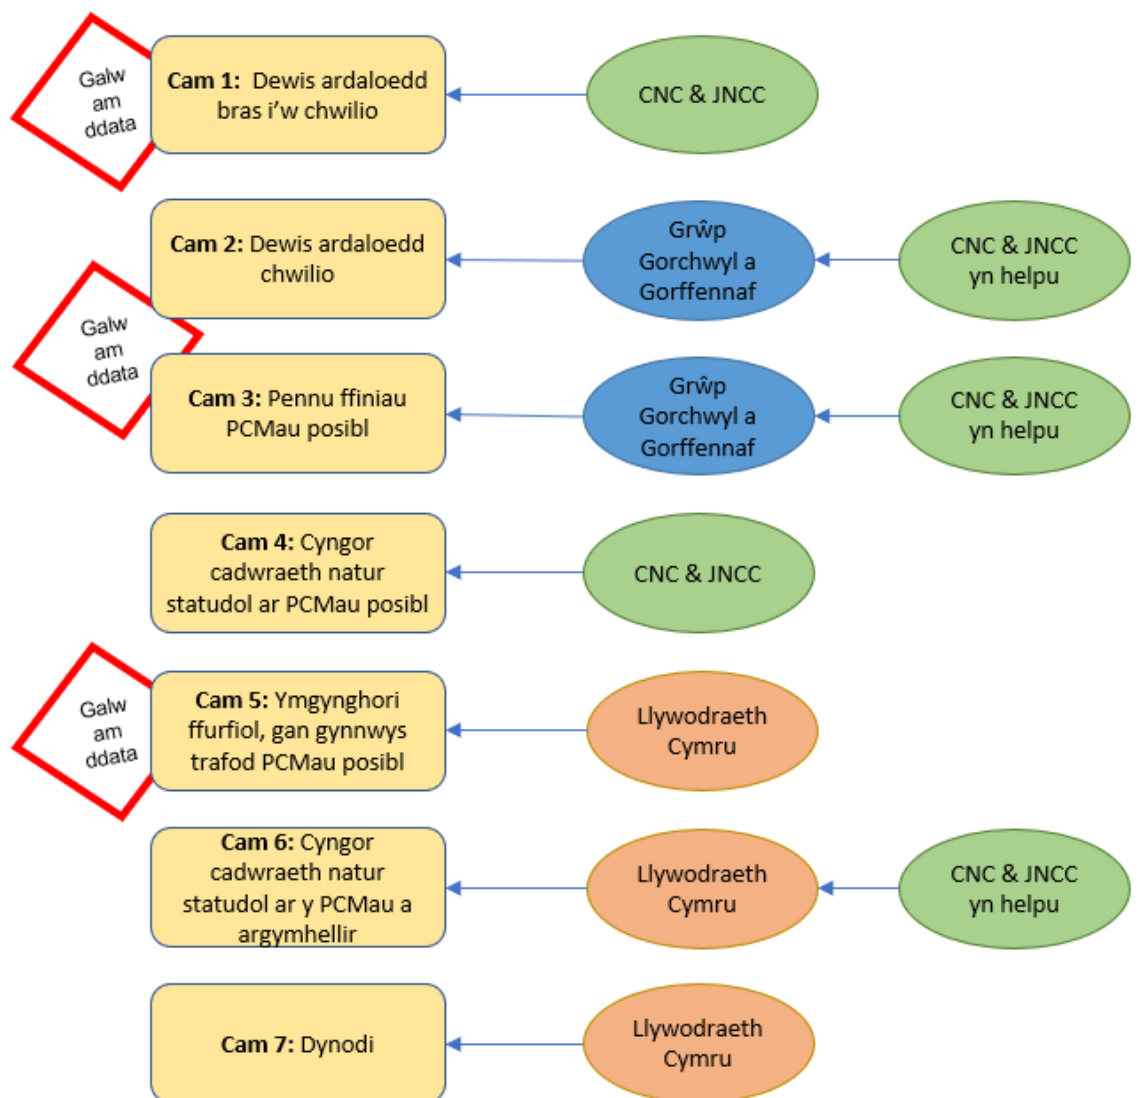 Galw
am
ddata
Cam 1: Dewis ardaloedd
bras i'w chwilio
CNC & JNCC
Cam 2: Dewis ardaloedd
chwilio
Grŵp
Gorchwyl a
Gorffennaf
CNC & JNCC
yn helpu
Galw
am
ddata
Cam 3: Pennu ffiniau
PCMau posibl
Grŵp
Gorchwyl a
Gorffennaf
CNC & JNCC
yn helpu
Cam 4: Cyngor
cadwraeth natur
statudol ar PCMau posibl
CNC & JNCC
Galw
am
ddata
Cam 5: Ymgynghori
ffurfiol, gan gynnwys
trafod PCMau posibl
Llywodraeth
Cymru
Cam 6: Cyngor
cadwraeth natur
statudol ar y PCMau a
argymhellir
Llywodraeth
Cymru
CNC & JNCC
yn helpu
Cam 7: Dynodi
Llywodraeth
Cymru